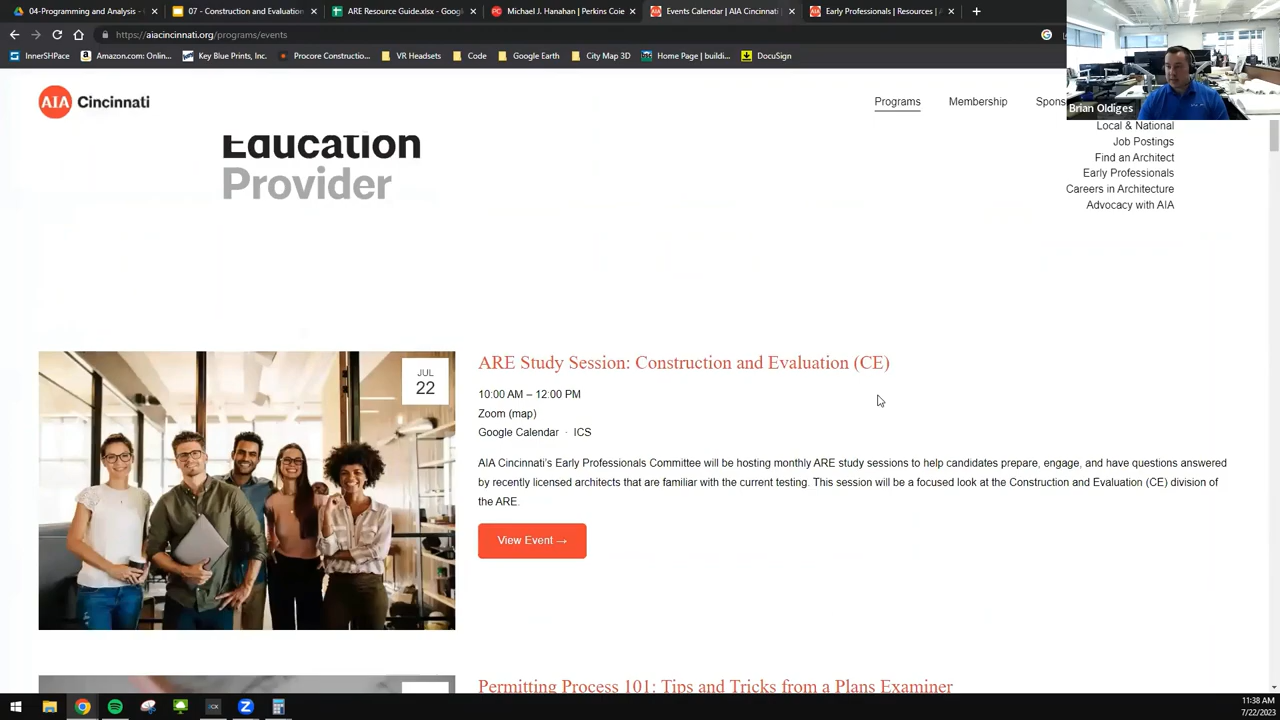 04-Programming and Analysis -
07 - Construction and Evaluation
ARE Resource Guide.xlsx - Googl
Michael J. Hanahan | Perkins Coie
Events Calendar | AIA Cincinnati
Early Professionals | Resources | A
https://aiacincinnati.org/programs/events
InnerSHPace
Amazon.com: Onlin...
Key Blue Prints, Inc.
Procore Constructio...
VR Headsets
Code
Google Earth
City Map 3D
Home Page | Buildin...
DocuSign
Brian Oldiges
AIA Cincinnati
Programs
Membership
Spons
Local & National
Job Postings
Find an Architect
Early Professionals
Careers in Architecture
Advocacy with AIA
Education
Provider
JUL
22
ARE Study Session: Construction and Evaluation (CE)
10:00 AM – 12:00 PM
Zoom (map)
Google Calendar · ICS
AIA Cincinnati's Early Professionals Committee will be hosting monthly ARE study sessions to help candidates prepare, engage, and have questions answered
by recently licensed architects that are familiar with the current testing. This session will be a focused look at the Construction and Evaluation (CE) division of
the ARE.
View Event →
Permitting Process 101: Tips and Tricks from a Plans Examiner
11:38 AM
7/22/2023